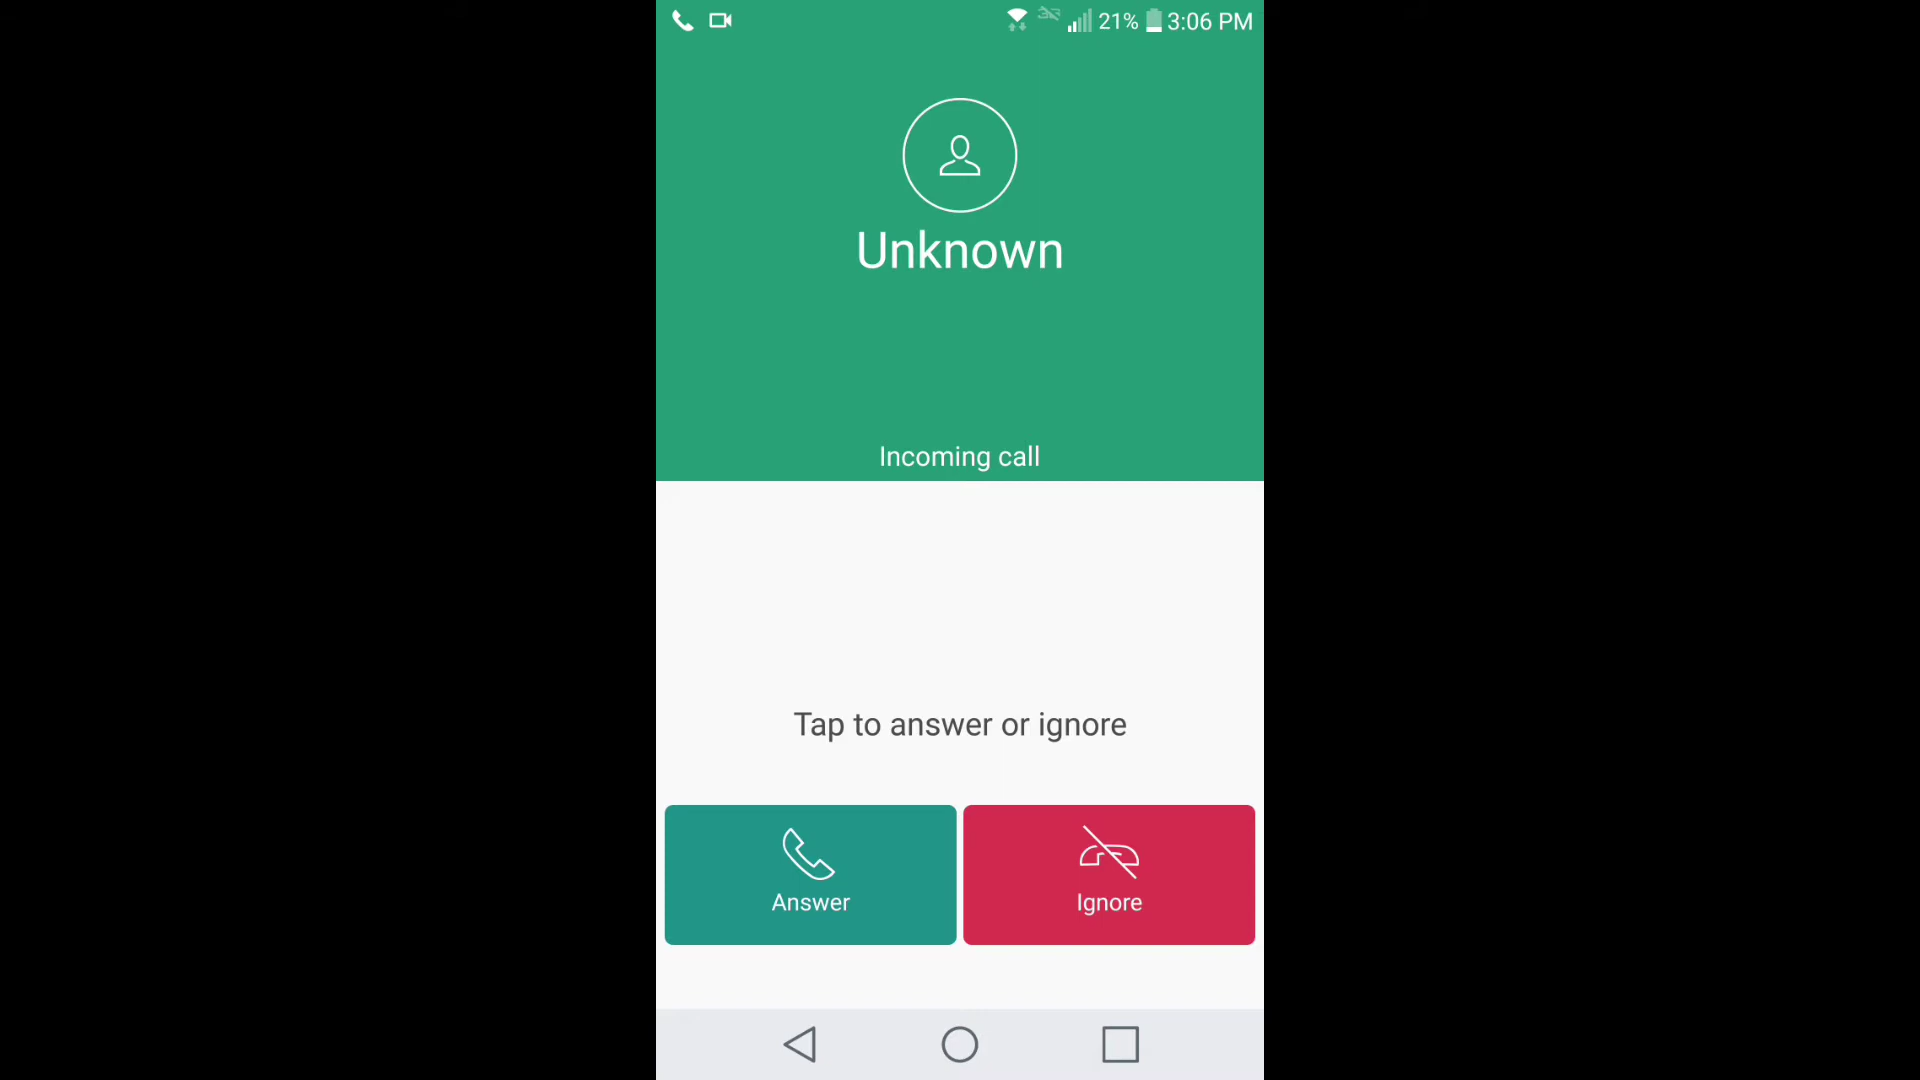 21% 3:06 PM
Unknown
Incoming call
Tap to answer or ignore
Answer Ignore